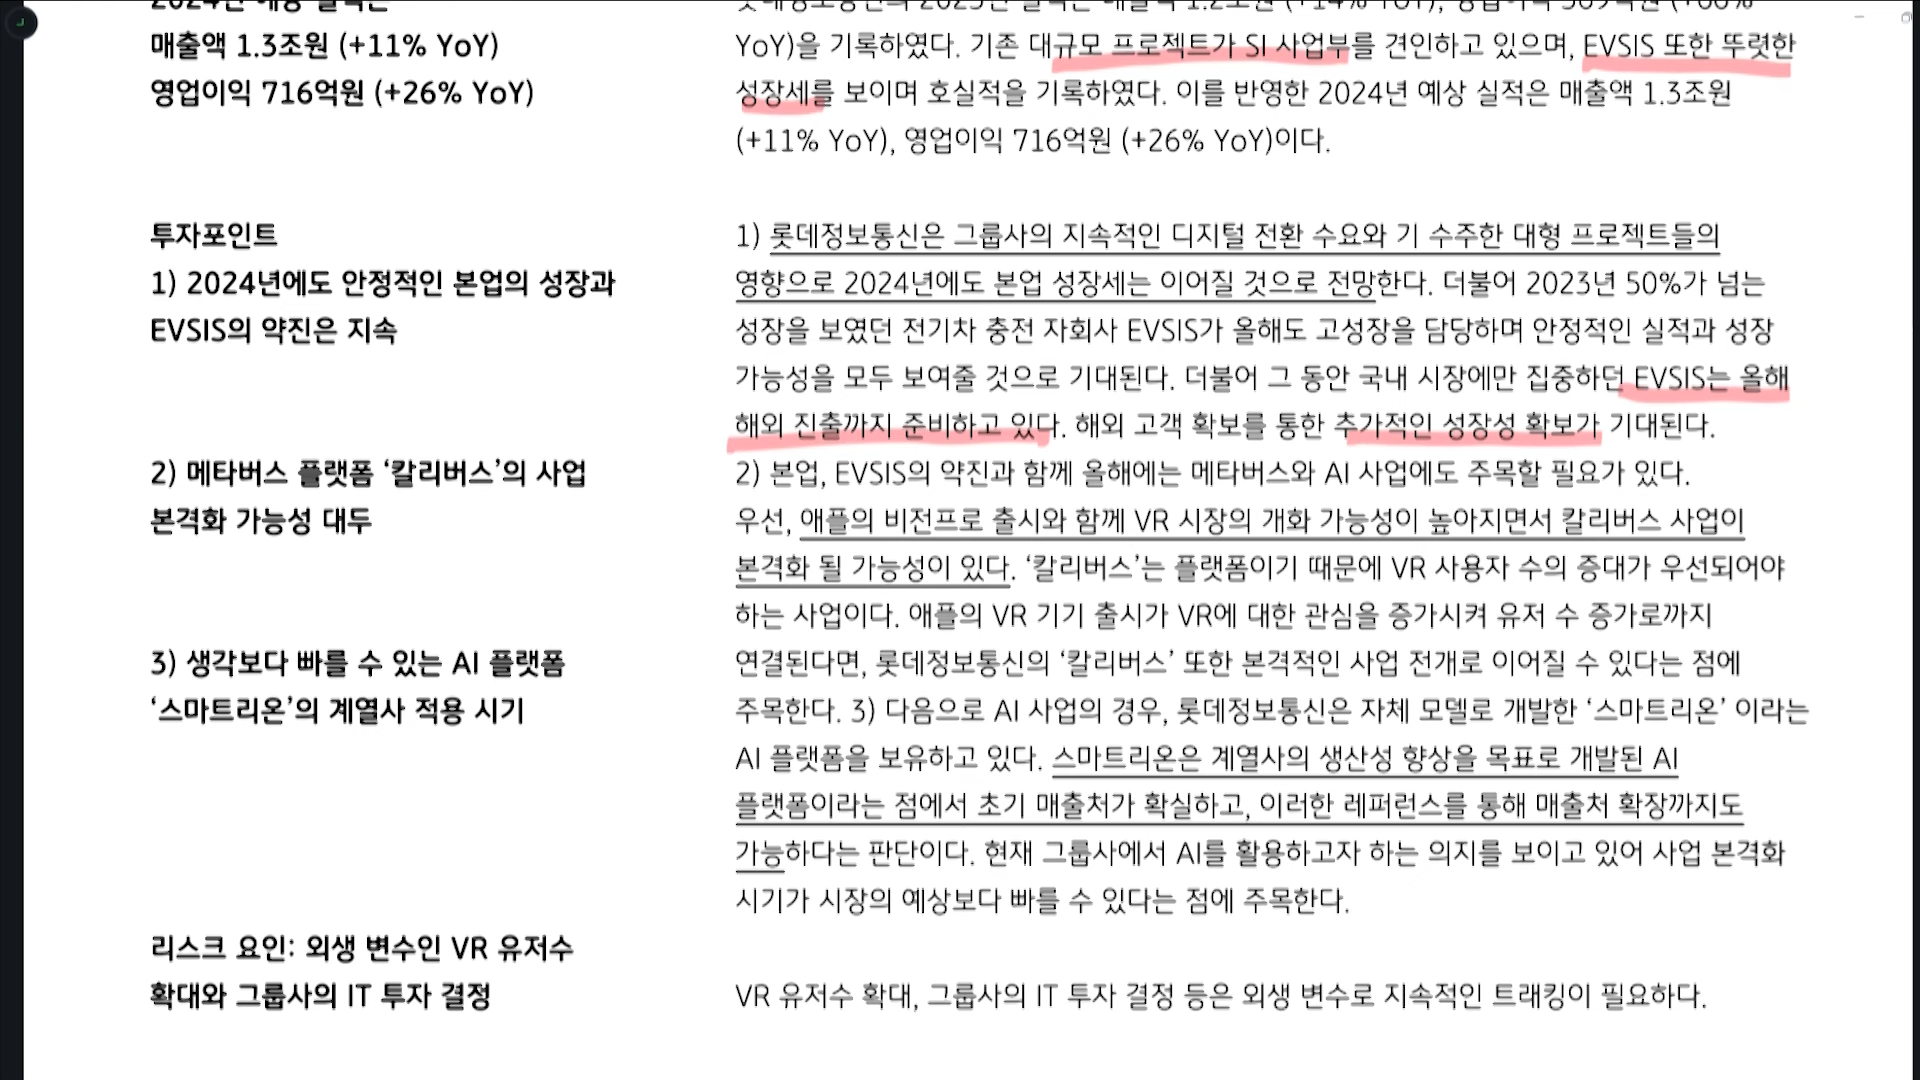 매출액 1.3조원 (+11% YoY)
영업이익 716억원 (+26% YoY)
YoY)을 기록하였다. 기존 대규모 프로젝트가 SI 사업부를 견인하고 있으며, EVSIS 또한 뚜렷한
성장세를 보이며 호실적을 기록하였다. 이를 반영한 2024년 예상 실적은 매출액 1.3조원
(+11% YoY), 영업이익 716억원 (+26% YoY)이다.
투자포인트
1) 2024년에도 안정적인 본업의 성장과
EVSIS의 약진은 지속
1) 롯데정보통신은 그룹사의 지속적인 디지털 전환 수요와 기 수주한 대형 프로젝트들의
영향으로 2024년에도 본업 성장세는 이어질 것으로 전망한다. 더불어 2023년 50%가 넘는
성장을 보였던 전기차 충전 자회사 EVSIS가 올해도 고성장을 담당하며 안정적인 실적과 성장
가능성을 모두 보여줄 것으로 기대된다. 더불어 그 동안 국내 시장에만 집중하던 EVSIS는 올해
해외 진출까지 준비하고 있다. 해외 고객 확보를 통한 추가적인 성장성 확보가 기대된다.
2) 메타버스 플랫폼 ‘칼리버스’의 사업
본격화 가능성 대두
2) 본업, EVSIS의 약진과 함께 올해에는 메타버스와 AI 사업에도 주목할 필요가 있다.
우선, 애플의 비전프로 출시와 함께 VR 시장의 개화 가능성이 높아지면서 칼리버스 사업이
본격화 될 가능성이 있다. ‘칼리버스’는 플랫폼이기 때문에 VR 사용자 수의 증대가 우선되어야
하는 사업이다. 애플의 VR 기기 출시가 VR에 대한 관심을 증가시켜 유저 수 증가로까지
3) 생각보다 빠를 수 있는 AI 플랫폼
‘스마트리온’의 계열사 적용 시기
연결된다면, 롯데정보통신의 ‘칼리버스’ 또한 본격적인 사업 전개로 이어질 수 있다는 점에
주목한다. 3) 다음으로 AI 사업의 경우, 롯데정보통신은 자체 모델로 개발한 ‘스마트리온’ 이라는
AI 플랫폼을 보유하고 있다. 스마트리온은 계열사의 생산성 향상을 목표로 개발된 AI
플랫폼이라는 점에서 초기 매출처가 확실하고, 이러한 레퍼런스를 통해 매출처 확장까지도
가능하다는 판단이다. 현재 그룹사에서 AI를 활용하고자 하는 의지를 보이고 있어 사업 본격화
시기가 시장의 예상보다 빠를 수 있다는 점에 주목한다.
리스크 요인: 외생 변수인 VR 유저수
확대와 그룹사의 IT 투자 결정
VR 유저수 확대, 그룹사의 IT 투자 결정 등은 외생 변수로 지속적인 트래킹이 필요하다.